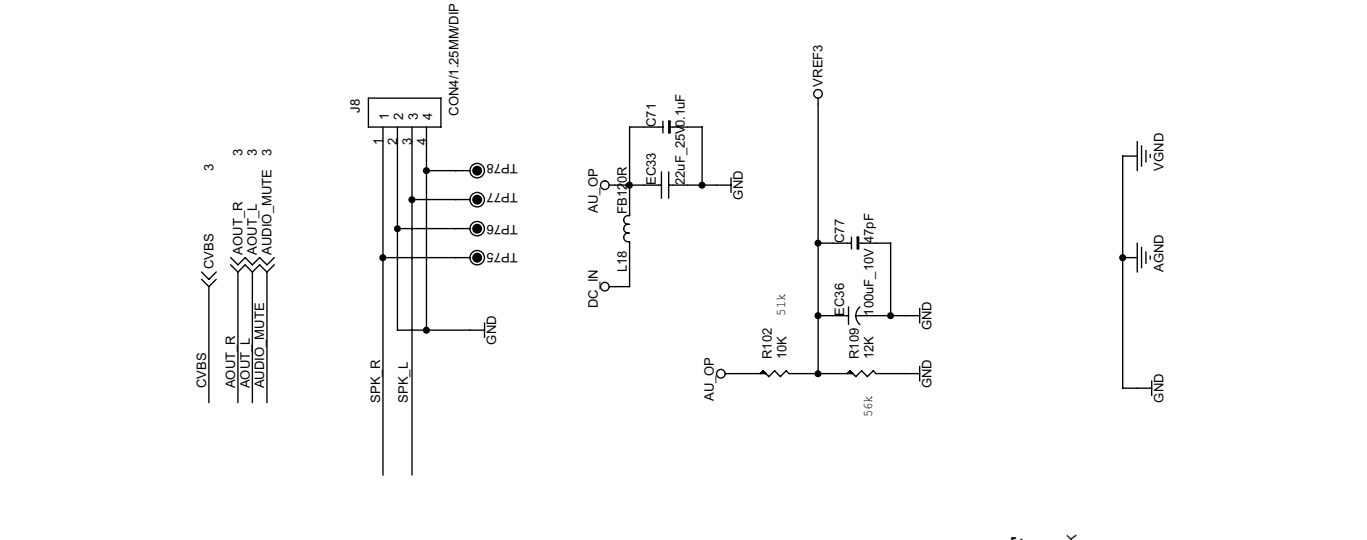 CVBS
CVBS
3
AOUT_R
AOUT_L
AUDIO_MUTE
AOUT_R
AOUT_L
AUDIO_MUTE
3
3
3
J8
1
2
3
4
1
2
3
4
CON4/1.25MM/DIP
TP78
TP77
TP76
TP75
GND
SPK_R
SPK_L
DC_IN
L18
FB120R
AU_OP
EC33
22uF_25V
C71
0.1uF
GND
VREF3
C77
47pF
EC36
100uF_10V
GND
AU_OP
R102
10K
51k
R109
12K
56k
GND
VGND
AGND
GND